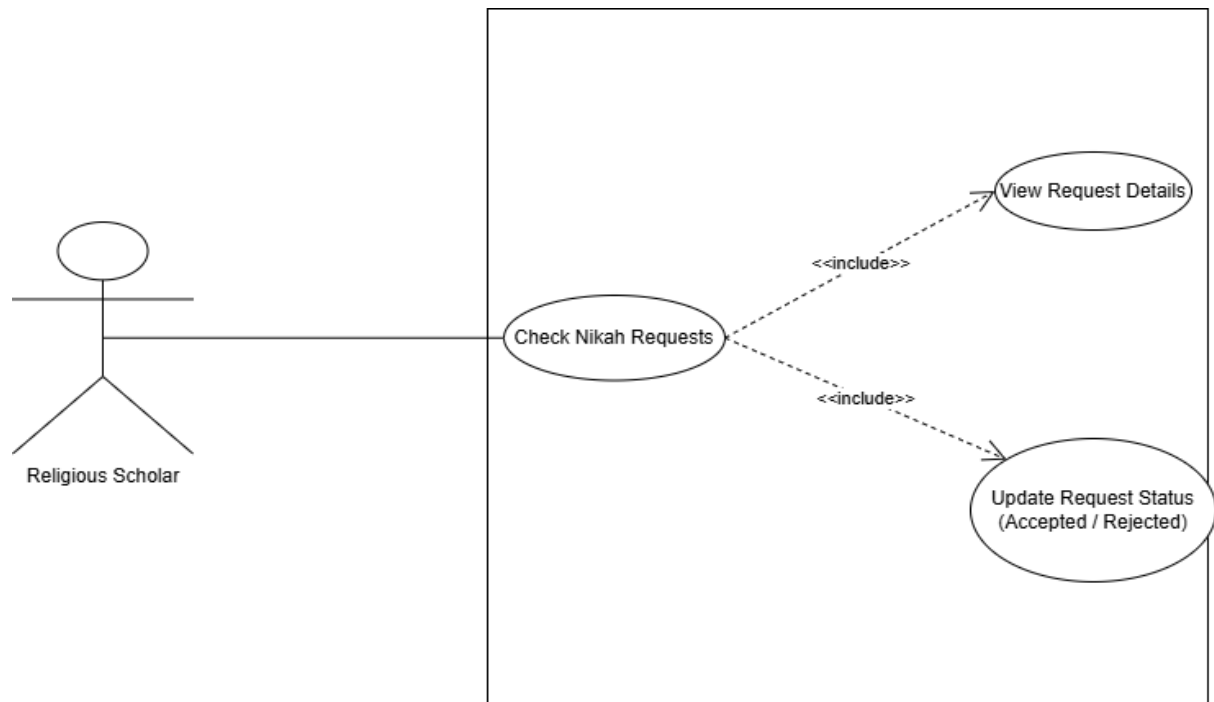 View Request Details
<<include>>
Check Nikah Requests
<<include>>
Religious Scholar
Update Request Status
(Accepted / Rejected)